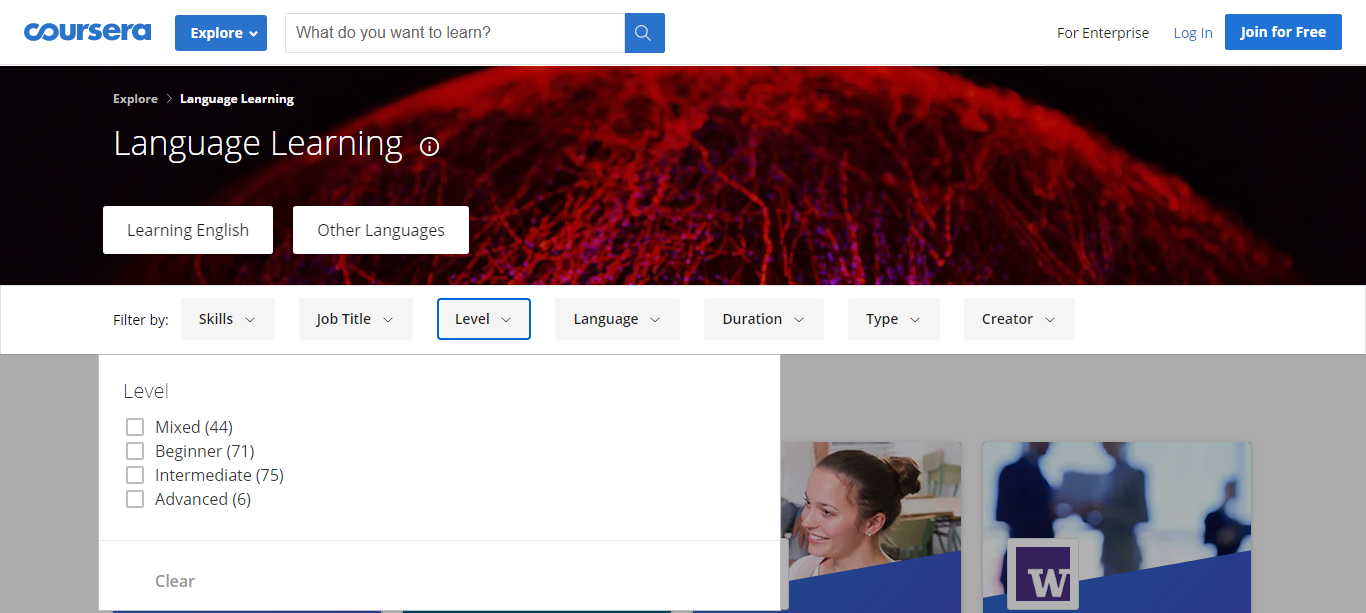 coursera
Explore
What do you want to learn?
For Enterprise
Log In
Join for Free
Explore
Language Learning
Language Learning
Learning English
Other Languages
Filter by:
Skills
Job Title
Level
Language
Duration
Type
Creator
Level
Mixed (44)
Beginner (71)
Intermediate (75)
Advanced (6)
Clear
W